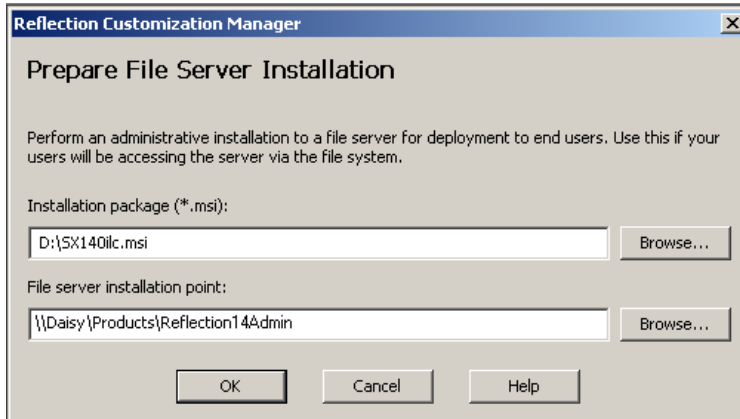 Reflection Customization Manager
Prepare File Server Installation
Perform an administrative installation to a file server for deployment to end users. Use this if your
users will be accessing the server via the file system.
Installation package (*.msi):
D:\SX140ilc.msi
Browse...
File server installation point:
\\Daisy\Products\Reflection14Admin
Browse...
OK
Cancel
Help